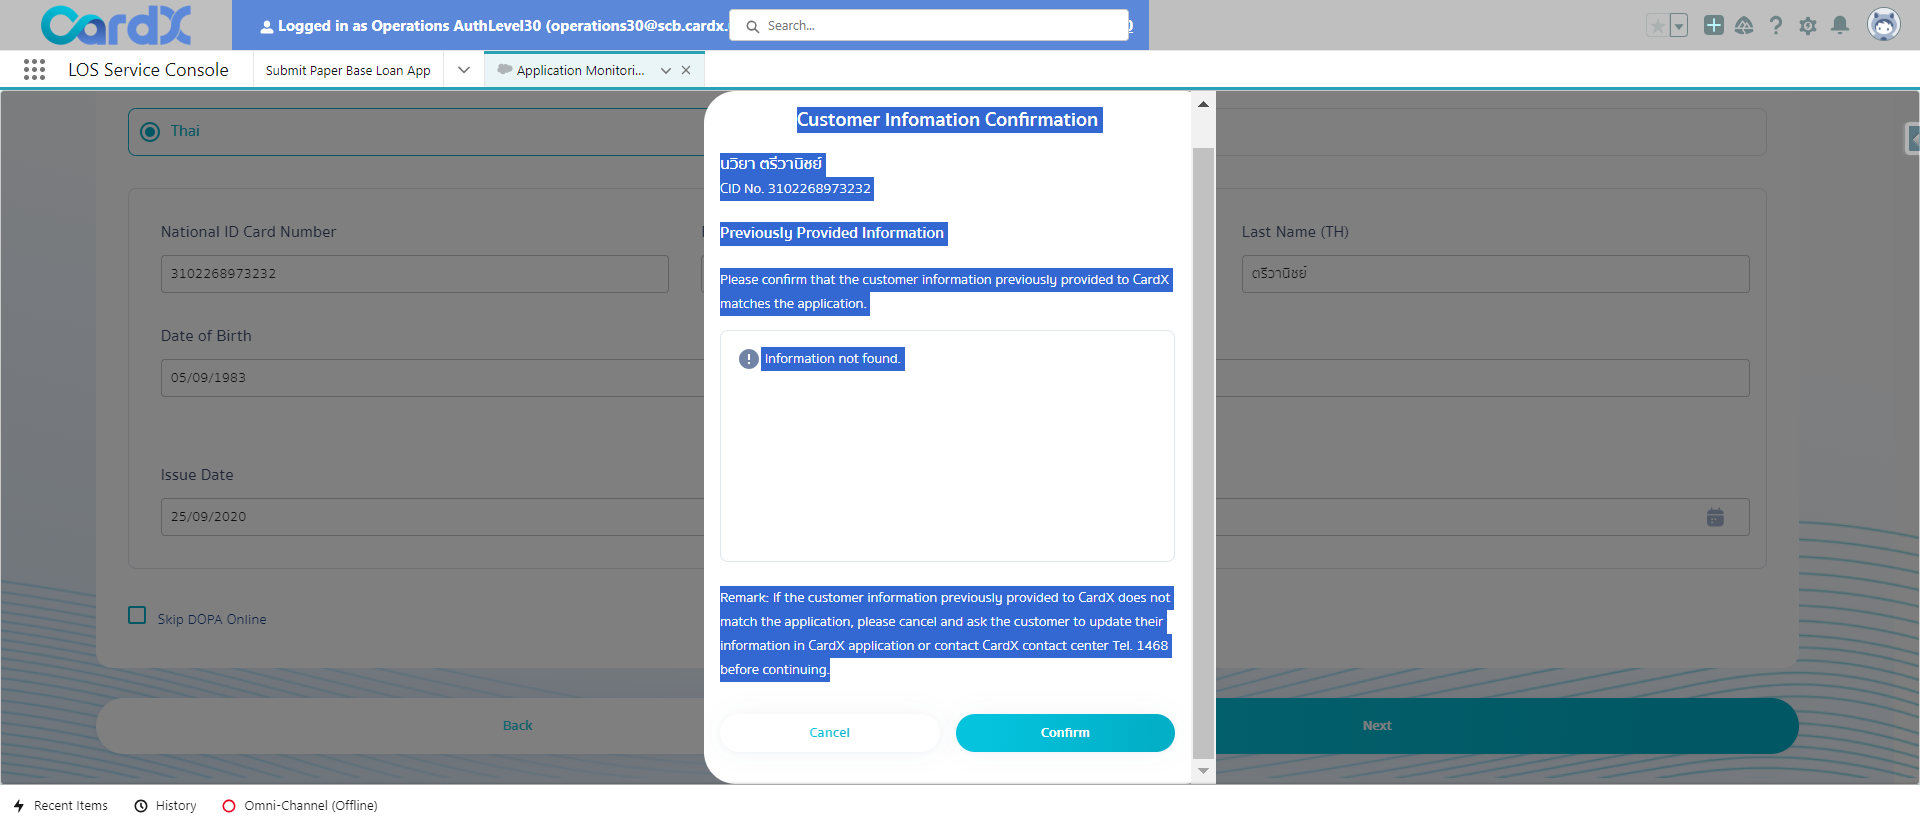 CardX
Logged in as Operations AuthLevel30 (operations30@scb.cardx.
Search...
LOS Service Console
Submit Paper Base Loan App
Application Monitori...
Thai
Customer Infomation Confirmation
นวิยา ตรีวานิชย์
CID No. 3102268973232
Previously Provided Information
Please confirm that the customer information previously provided to CardX
matches the application.
Information not found.
Remark: If the customer information previously provided to CardX does not
match the application, please cancel and ask the customer to update their
information in CardX application or contact CardX contact center Tel. 1468
before continuing.
Cancel
Confirm
National ID Card Number
3102268973232
Last Name (TH)
ตรีวานิชย์
Date of Birth
05/09/1983
Issue Date
25/09/2020
Skip DOPA Online
Back
Next
Recent Items
History
Omni-Channel (Offline)